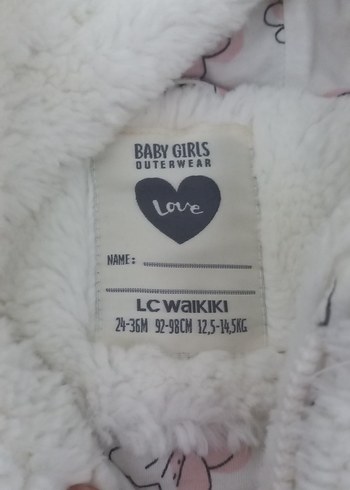 BABY GIRLS
OUTERWEAR
Love
NAME:
LC WAIKIKI
24-36M 92-98CM 12,5-14,5KG